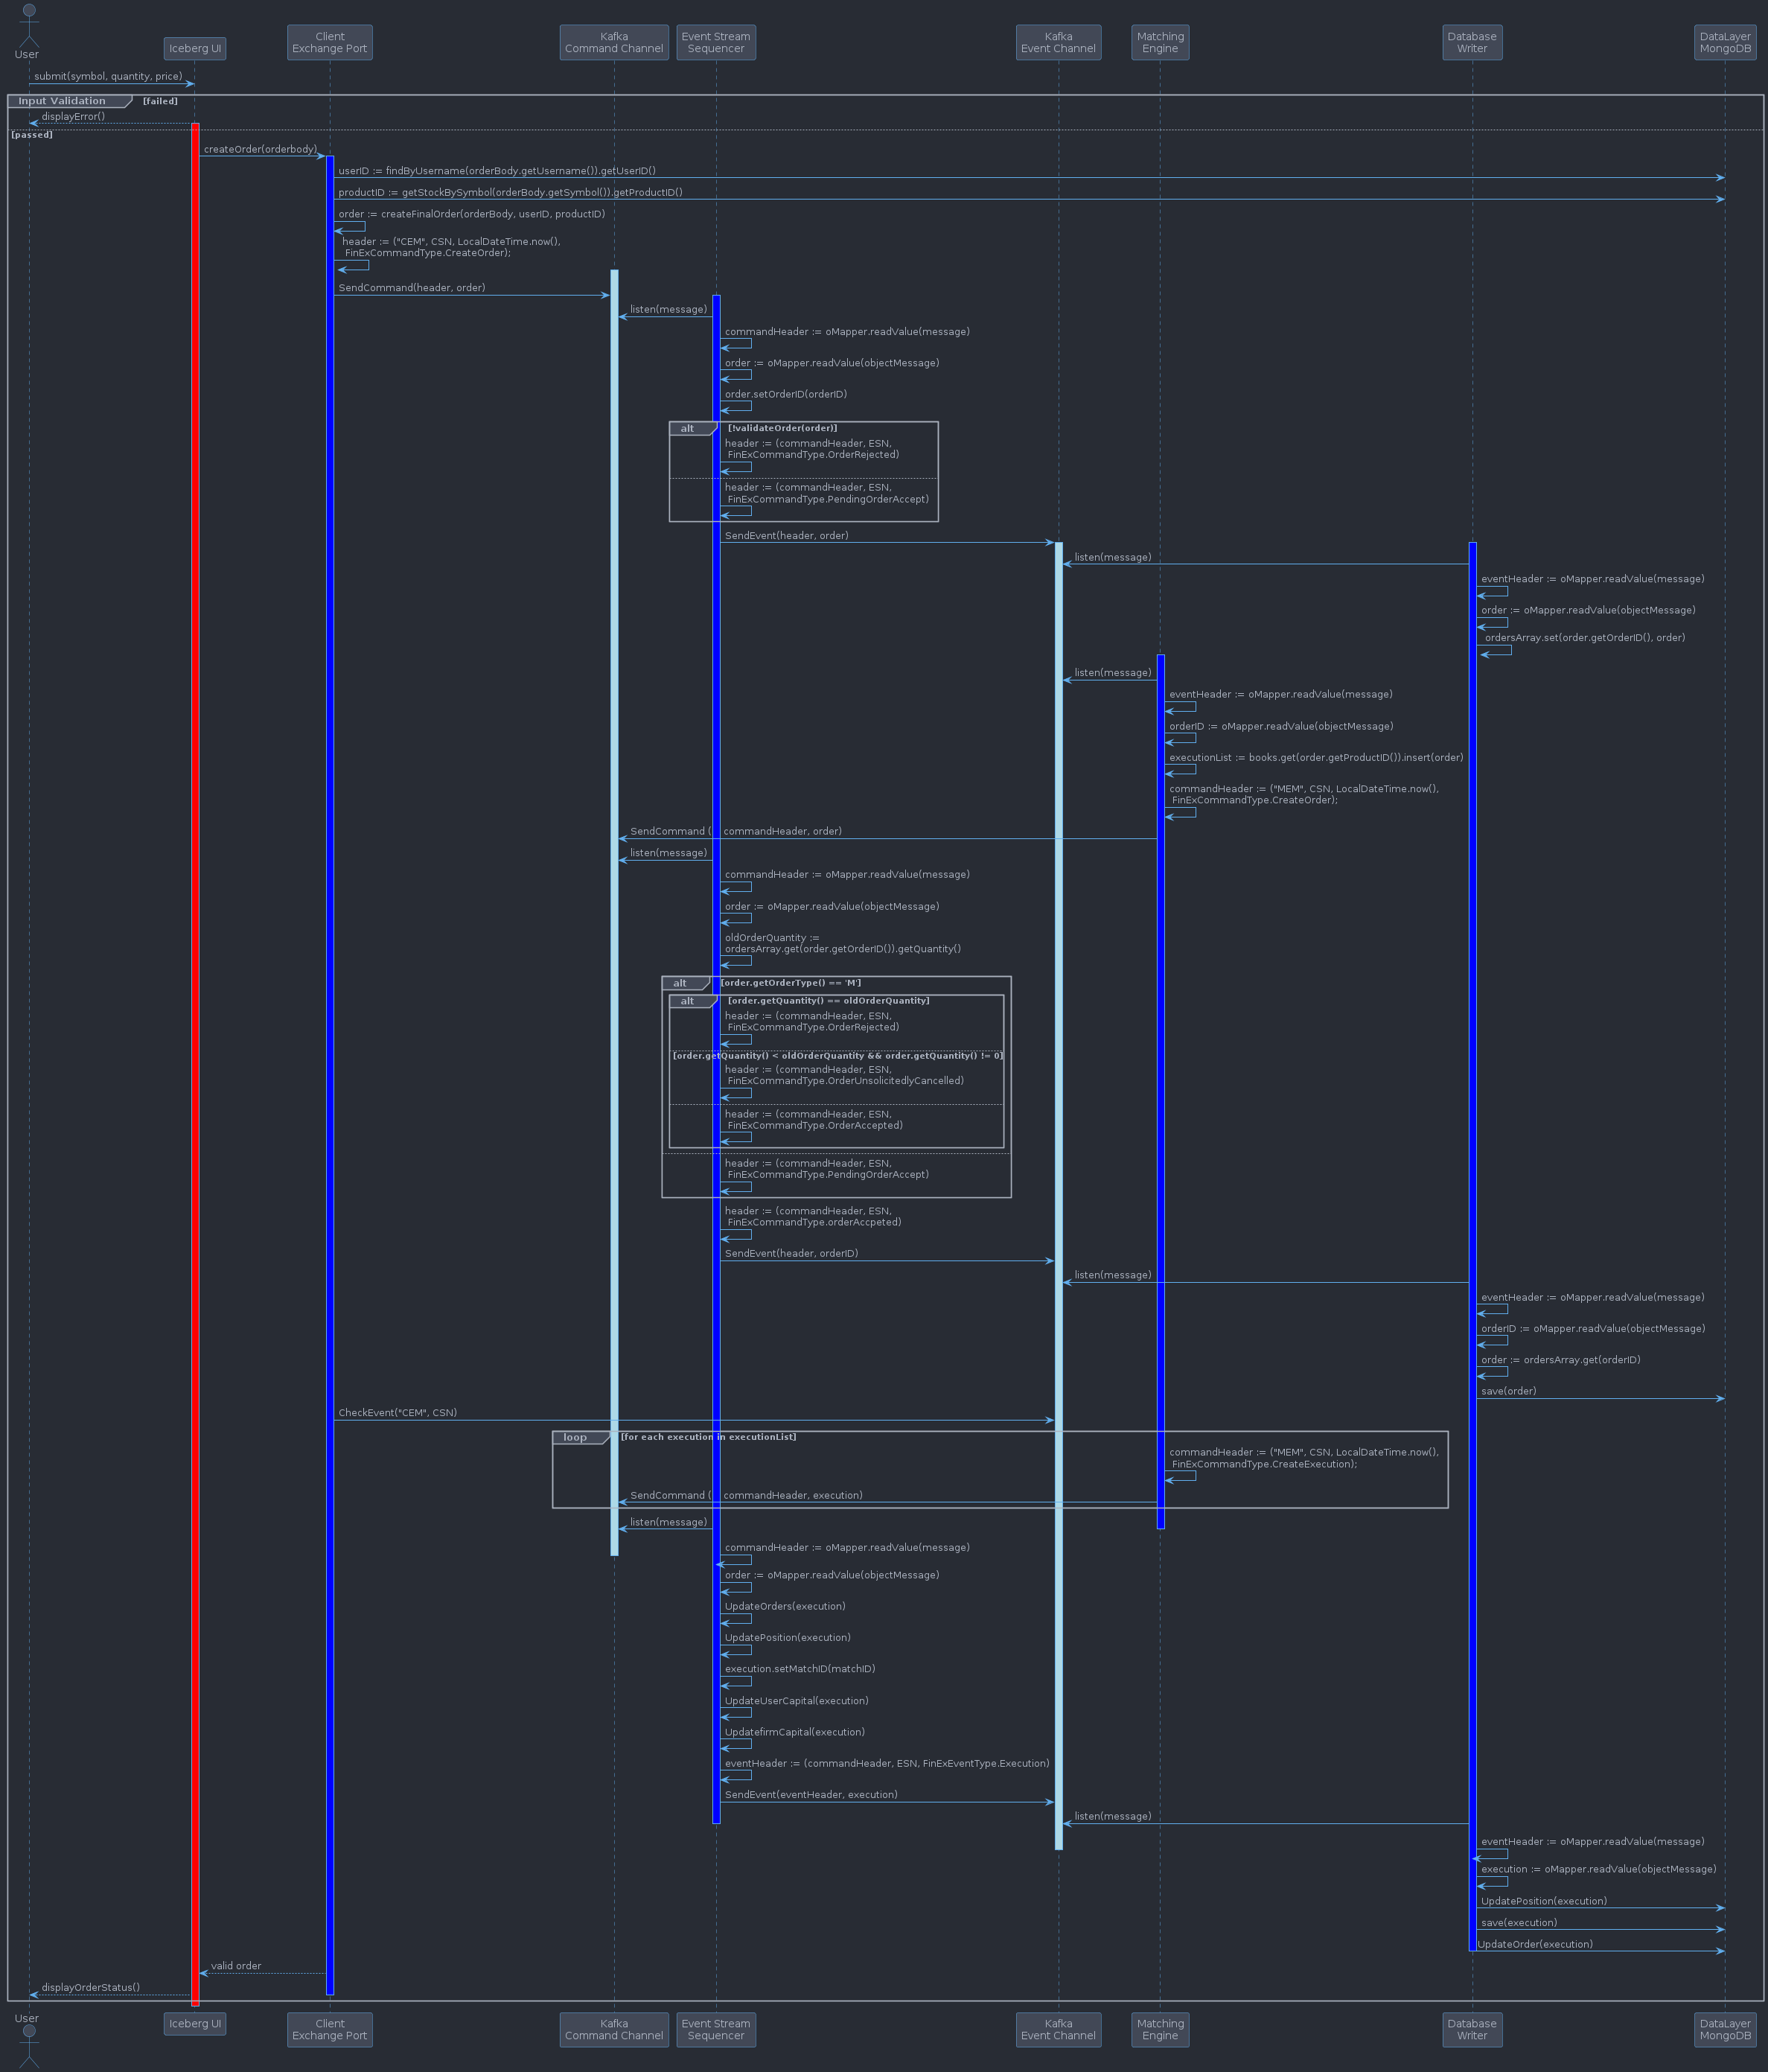 User
Iceberg UI
Client
Exchange Port
Kafka
Command Channel
Event Stream
Sequencer
Kafka
Event Channel
Matching
Engine
Database
Writer
DataLayer
MongoDB
submit(symbol, quantity, price)
Input Validation
[failed]
displayError()
[passed]
createOrder(orderbody)
userID := findByUsername(orderBody.getUsername()).getUserID()
productID := getStockBySymbol(orderBody.getSymbol()).getProductID()
order := createFinalOrder(orderBody, userID, productID)
header := ("CEM", CSN, LocalDateTime.now(),
FinExCommandType.CreateOrder);
SendCommand(header, order)
listen(message)
commandHeader := oMapper.readValue(message)
order := oMapper.readValue(objectMessage)
order.setOrderID(orderID)
alt
[!validateOrder(order)]
header := (commandHeader, ESN,
FinExCommandType.OrderRejected)
header := (commandHeader, ESN,
FinExCommandType.PendingOrderAccept)
SendEvent(header, order)
listen(message)
eventHeader := oMapper.readValue(message)
order := oMapper.readValue(objectMessage)
ordersArray.set(order.getOrderID(), order)
listen(message)
eventHeader := oMapper.readValue(message)
orderID := oMapper.readValue(objectMessage)
executionList := books.get(order.getProductID()).insert(order)
commandHeader := ("MEM", CSN, LocalDateTime.now(),
FinExCommandType.CreateOrder);
SendCommand ( commandHeader, order)
listen(message)
commandHeader := oMapper.readValue(message)
order := oMapper.readValue(objectMessage)
oldOrderQuantity :=
ordersArray.get(order.getOrderID()).getQuantity()
alt
[order.getOrderType() == 'M']
alt
[order.getQuantity() == oldOrderQuantity]
header := (commandHeader, ESN,
FinExCommandType.OrderRejected)
[order.getQuantity() < oldOrderQuantity && order.getQuantity() != 0]
header := (commandHeader, ESN,
FinExCommandType.OrderUnsolicitedlyCancelled)
header := (commandHeader, ESN,
FinExCommandType.OrderAccepted)
header := (commandHeader, ESN,
FinExCommandType.PendingOrderAccept)
header := (commandHeader, ESN,
FinExCommandType.orderAccpeted)
SendEvent(header, orderID)
listen(message)
eventHeader := oMapper.readValue(message)
orderID := oMapper.readValue(objectMessage)
order := ordersArray.get(orderID)
save(order)
CheckEvent("CEM", CSN)
loop
[for each execution in executionList]
commandHeader := ("MEM", CSN, LocalDateTime.now(),
FinExCommandType.CreateExecution);
SendCommand ( commandHeader, execution)
listen(message)
commandHeader := oMapper.readValue(message)
order := oMapper.readValue(objectMessage)
UpdateOrders(execution)
UpdatePosition(execution)
execution.setMatchID(matchID)
UpdateUserCapital(execution)
UpdatefirmCapital(execution)
eventHeader := (commandHeader, ESN, FinExEventType.Execution)
SendEvent(eventHeader, execution)
listen(message)
eventHeader := oMapper.readValue(message)
execution := oMapper.readValue(objectMessage)
UpdatePosition(execution)
save(execution)
UpdateOrder(execution)
valid order
displayOrderStatus()
User
Iceberg UI
Client
Exchange Port
Kafka
Command Channel
Event Stream
Sequencer
Kafka
Event Channel
Matching
Engine
Database
Writer
DataLayer
MongoDB